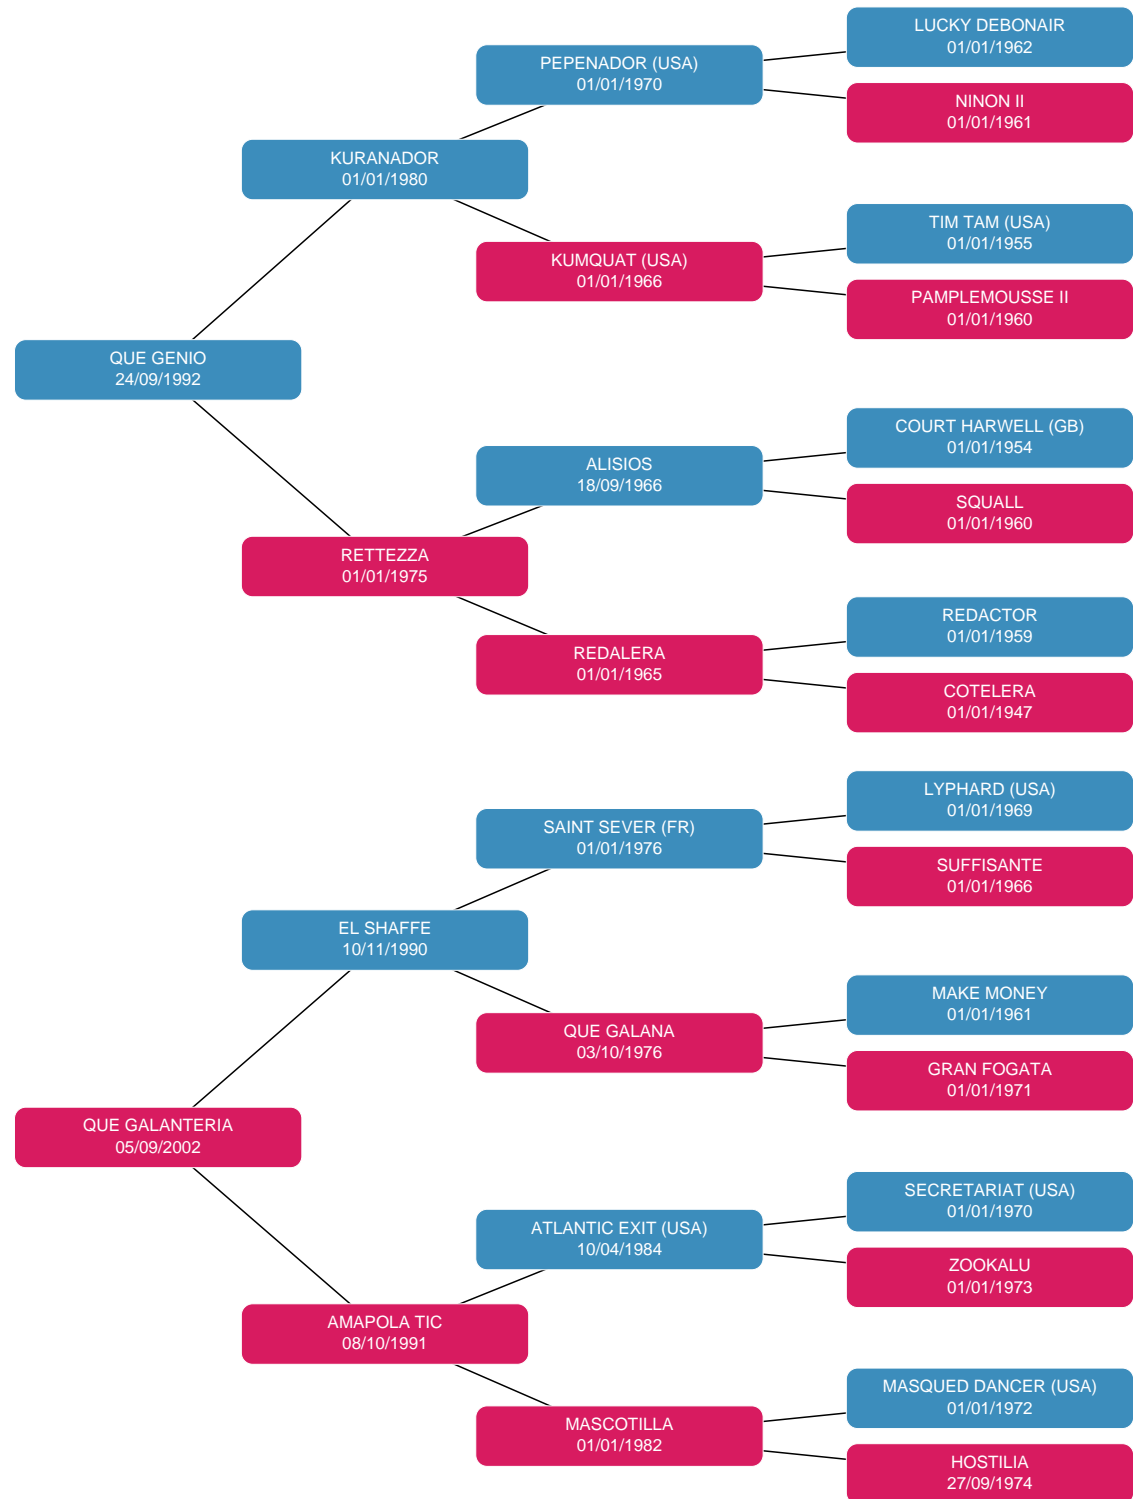 LUCKY DEBONAIR
01/01/1962
PEPENADOR (USA)
01/01/1970
NINON II
01/01/1961
KURANADOR
01/01/1980
TIM TAM (USA)
01/01/1955
KUMQUAT (USA)
01/01/1966
PAMPLEMOUSSE II
01/01/1960
QUE GENIO
24/09/1992
COURT HARWELL (GB)
01/01/1954
ALISIOS
18/09/1966
SQUALL
01/01/1960
RETTEZZA
01/01/1975
REDACTOR
01/01/1959
REDALERA
01/01/1965
COTELERA
01/01/1947
LYPHARD (USA)
01/01/1969
SAINT SEVER (FR)
01/01/1976
SUFFISANTE
01/01/1966
EL SHAFFE
10/11/1990
MAKE MONEY
01/01/1961
QUE GALANA
03/10/1976
GRAN FOGATA
01/01/1971
QUE GALANTERIA
05/09/2002
SECRETARIAT (USA)
01/01/1970
ATLANTIC EXIT (USA)
10/04/1984
ZOOKALU
01/01/1973
AMAPOLA TIC
08/10/1991
MASQUED DANCER (USA)
01/01/1972
MASCOTILLA
01/01/1982
HOSTILIA
27/09/1974